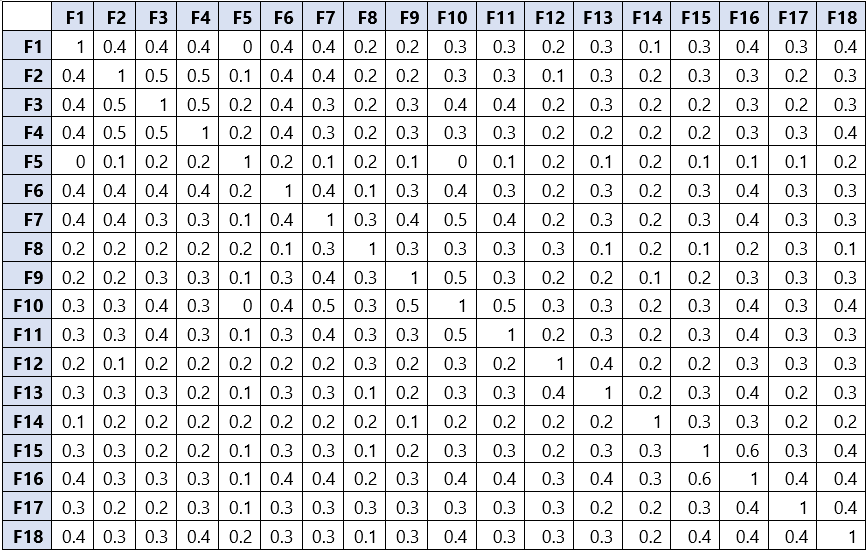 F1 F2 F3 F4 F5 F6 F7 F8 F9 F10 F11 F12 F13 F14 F15 F16 F17 F18
F1 1 0.4 0.4 0.4 0 0.4 0.4 0.2 0.2 0.3 0.3 0.2 0.3 0.1 0.3 0.4 0.3 0.4
F2 0.4 1 0.5 0.5 0.1 0.4 0.4 0.2 0.2 0.3 0.3 0.1 0.3 0.2 0.3 0.3 0.2 0.3
F3 0.4 0.5 1 0.5 0.2 0.4 0.3 0.2 0.3 0.4 0.4 0.2 0.3 0.2 0.2 0.3 0.2 0.3
F4 0.4 0.5 0.5 1 0.2 0.4 0.3 0.2 0.3 0.3 0.3 0.2 0.2 0.2 0.2 0.3 0.3 0.4
F5 0 0.1 0.2 0.2 1 0.2 0.1 0.2 0.1 0 0.1 0.2 0.1 0.2 0.1 0.1 0.1 0.2
F6 0.4 0.4 0.4 0.4 0.2 1 0.4 0.1 0.3 0.4 0.3 0.2 0.3 0.2 0.3 0.4 0.3 0.3
F7 0.4 0.4 0.3 0.3 0.1 0.4 1 0.3 0.4 0.5 0.4 0.2 0.3 0.2 0.3 0.4 0.3 0.3
F8 0.2 0.2 0.2 0.2 0.2 0.1 0.3 1 0.3 0.3 0.3 0.3 0.1 0.2 0.1 0.2 0.3 0.1
F9 0.2 0.2 0.3 0.3 0.1 0.3 0.4 0.3 1 0.5 0.3 0.2 0.2 0.1 0.2 0.3 0.3 0.3
F10 0.3 0.3 0.4 0.3 0 0.4 0.5 0.3 0.5 1 0.5 0.3 0.3 0.2 0.3 0.4 0.3 0.4
F11 0.3 0.3 0.4 0.3 0.1 0.3 0.4 0.3 0.3 0.5 1 0.2 0.3 0.2 0.3 0.4 0.3 0.3
F12 0.2 0.1 0.2 0.2 0.2 0.2 0.2 0.3 0.2 0.3 0.2 1 0.4 0.2 0.2 0.3 0.3 0.3
F13 0.3 0.3 0.3 0.2 0.1 0.3 0.3 0.1 0.2 0.3 0.3 0.4 1 0.2 0.3 0.4 0.2 0.3
F14 0.1 0.2 0.2 0.2 0.2 0.2 0.2 0.2 0.1 0.2 0.2 0.2 0.2 1 0.3 0.3 0.2 0.2
F15 0.3 0.3 0.2 0.2 0.1 0.3 0.3 0.1 0.2 0.3 0.3 0.2 0.3 0.3 1 0.6 0.3 0.4
F16 0.4 0.3 0.3 0.3 0.1 0.4 0.4 0.2 0.3 0.4 0.4 0.3 0.4 0.3 0.6 1 0.4 0.4
F17 0.3 0.2 0.2 0.3 0.1 0.3 0.3 0.3 0.3 0.3 0.3 0.3 0.2 0.2 0.3 0.4 1 0.4
F18 0.4 0.3 0.3 0.4 0.2 0.3 0.3 0.1 0.3 0.4 0.3 0.3 0.3 0.2 0.4 0.4 0.4 1